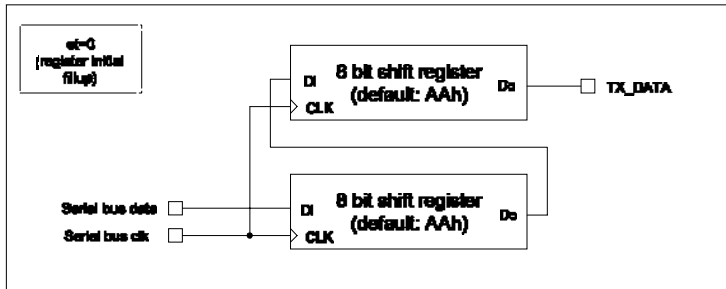 et=0
(register initial
fillup)
8 bit shift register
(default: AAh)
DI
Do
CLK
TX_DATA
8 bit shift register
(default: AAh)
DI
Do
CLK
Serial bus data
Serial bus clk